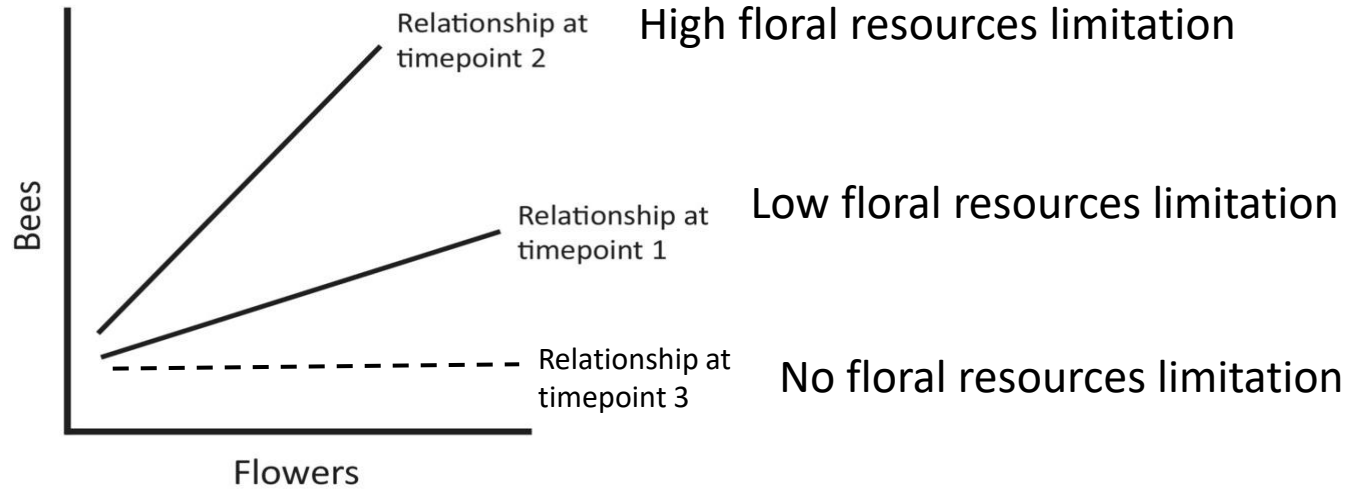 Relationship at
timepoint 2
High floral resources limitation
Bees
Relationship at
timepoint 1
Low floral resources limitation
Relationship at
timepoint 3
No floral resources limitation
Flowers